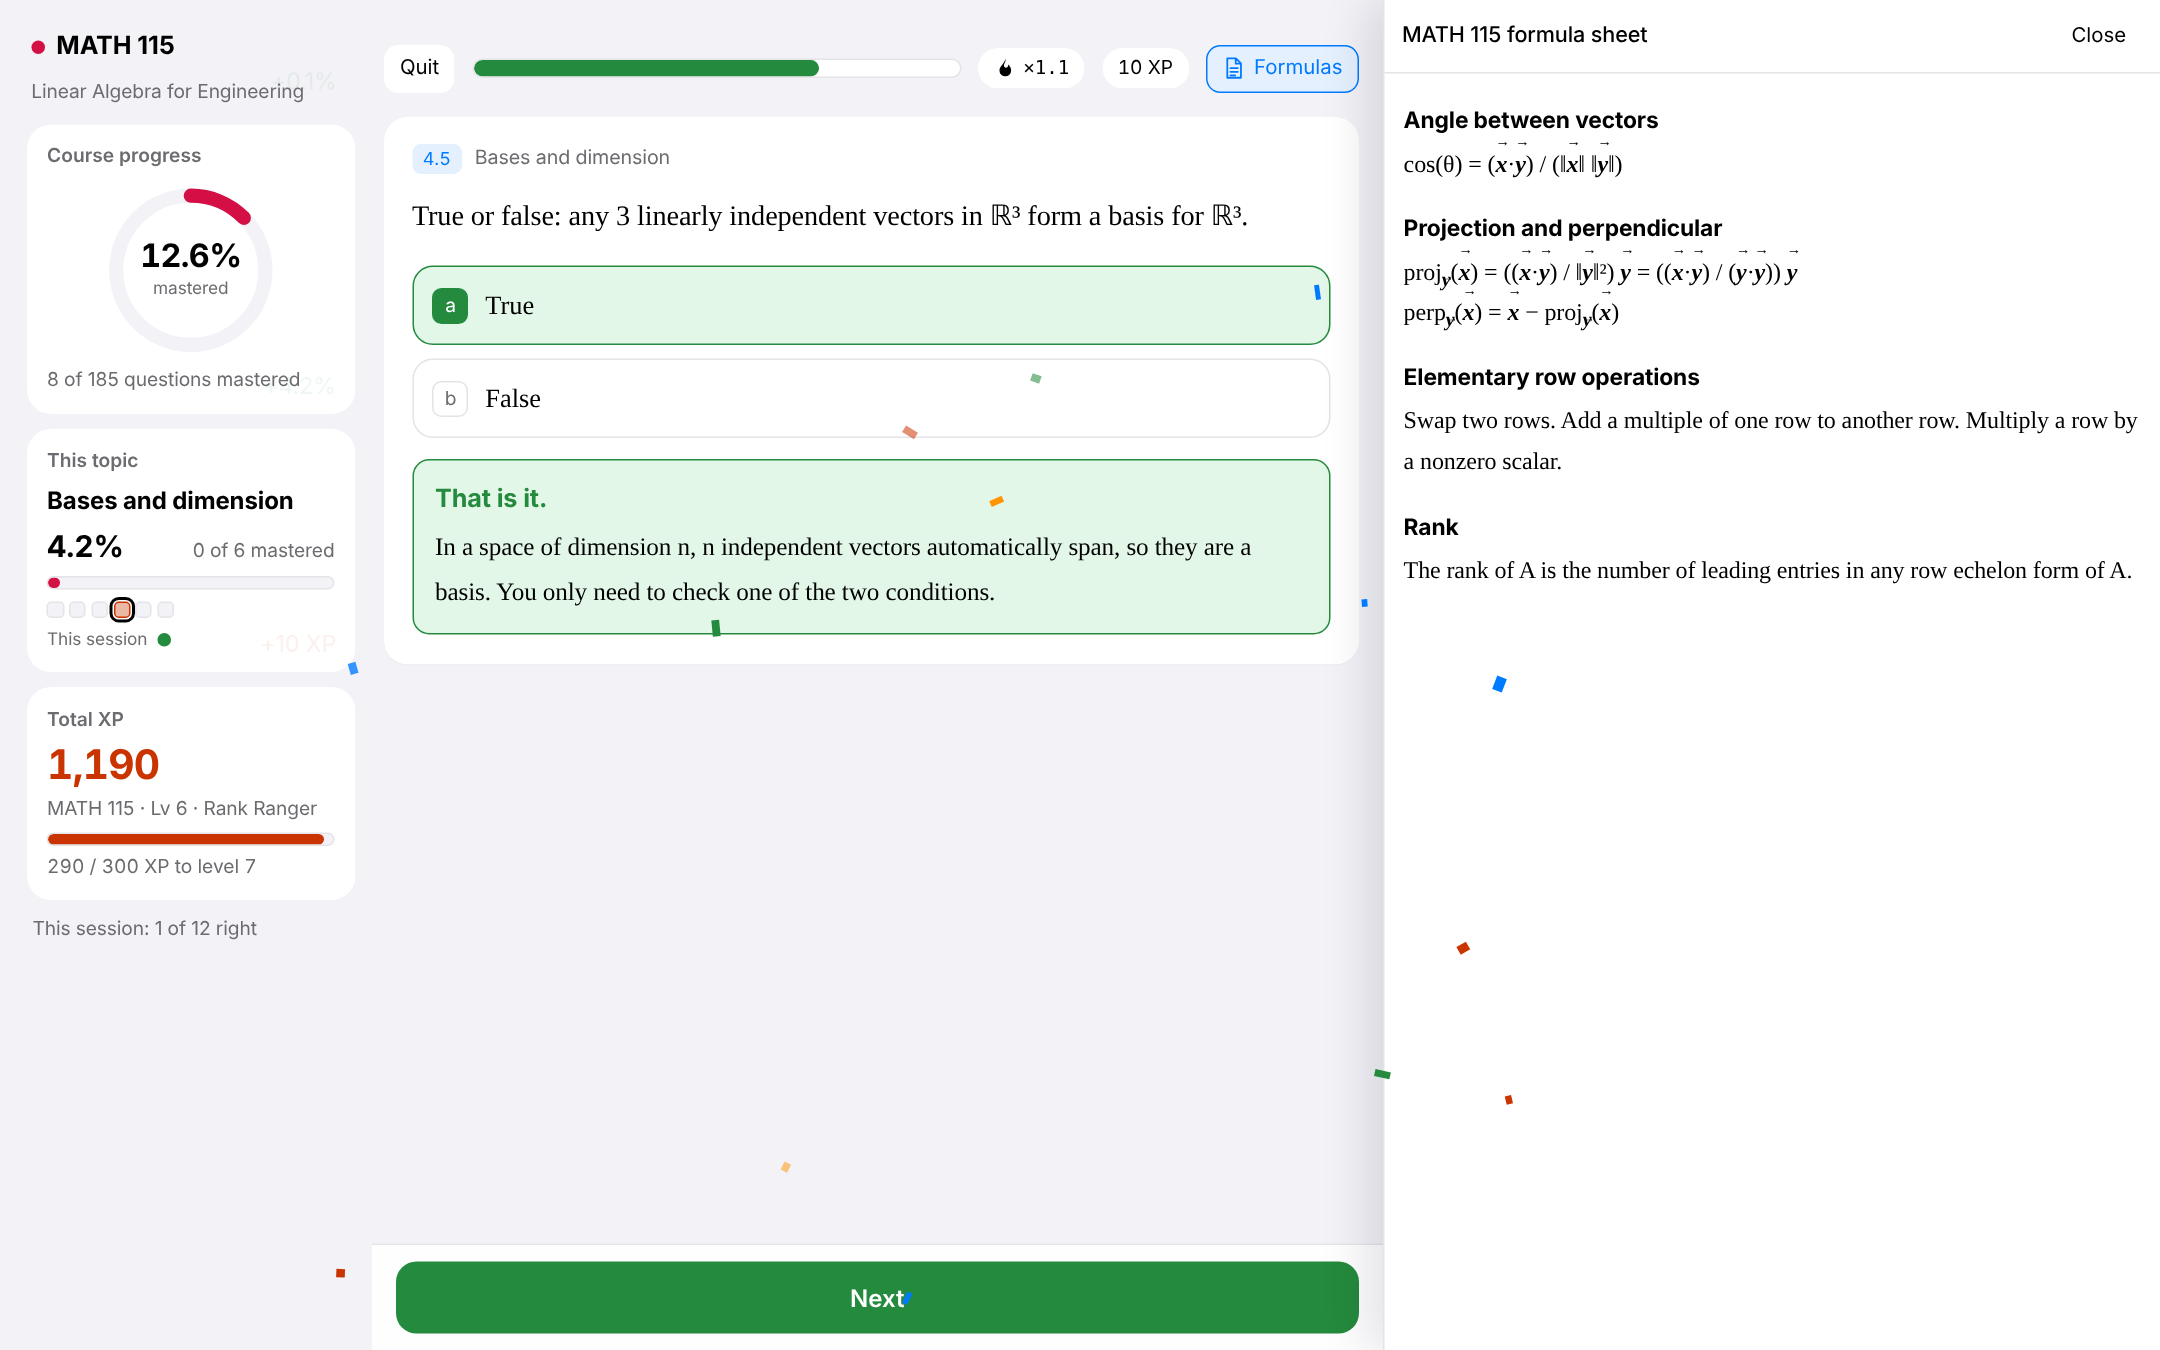 MATH 115
Linear Algebra for Engineering
+0.1%
Course progress
12.6%
mastered
8 of 185 questions mastered
This topic
Bases and dimension
4.2%
0 of 6 mastered
This session
+10 XP
Total XP
1,190
MATH 115 · Lv 6 · Rank Ranger
290 / 300 XP to level 7
This session: 1 of 12 right
Quit
×1.1
10 XP
Formulas
4.5 Bases and dimension
True or false: any 3 linearly independent vectors in ℝ³ form a basis for ℝ³.
a True
b False
That is it.
In a space of dimension n, n independent vectors automatically span, so they are a
basis. You only need to check one of the two conditions.
Next
MATH 115 formula sheet
Close
Angle between vectors
cos(θ) = (x⃗·y⃗) / (‖x⃗‖ ‖y⃗‖)
Projection and perpendicular
proj_y(x⃗) = ((x⃗·y⃗) / ‖y⃗‖²) y⃗ = ((x⃗·y⃗) / (y⃗·y⃗)) y⃗
perp_y(x⃗) = x⃗ − proj_y(x⃗)
Elementary row operations
Swap two rows. Add a multiple of one row to another row. Multiply a row by
a nonzero scalar.
Rank
The rank of A is the number of leading entries in any row echelon form of A.